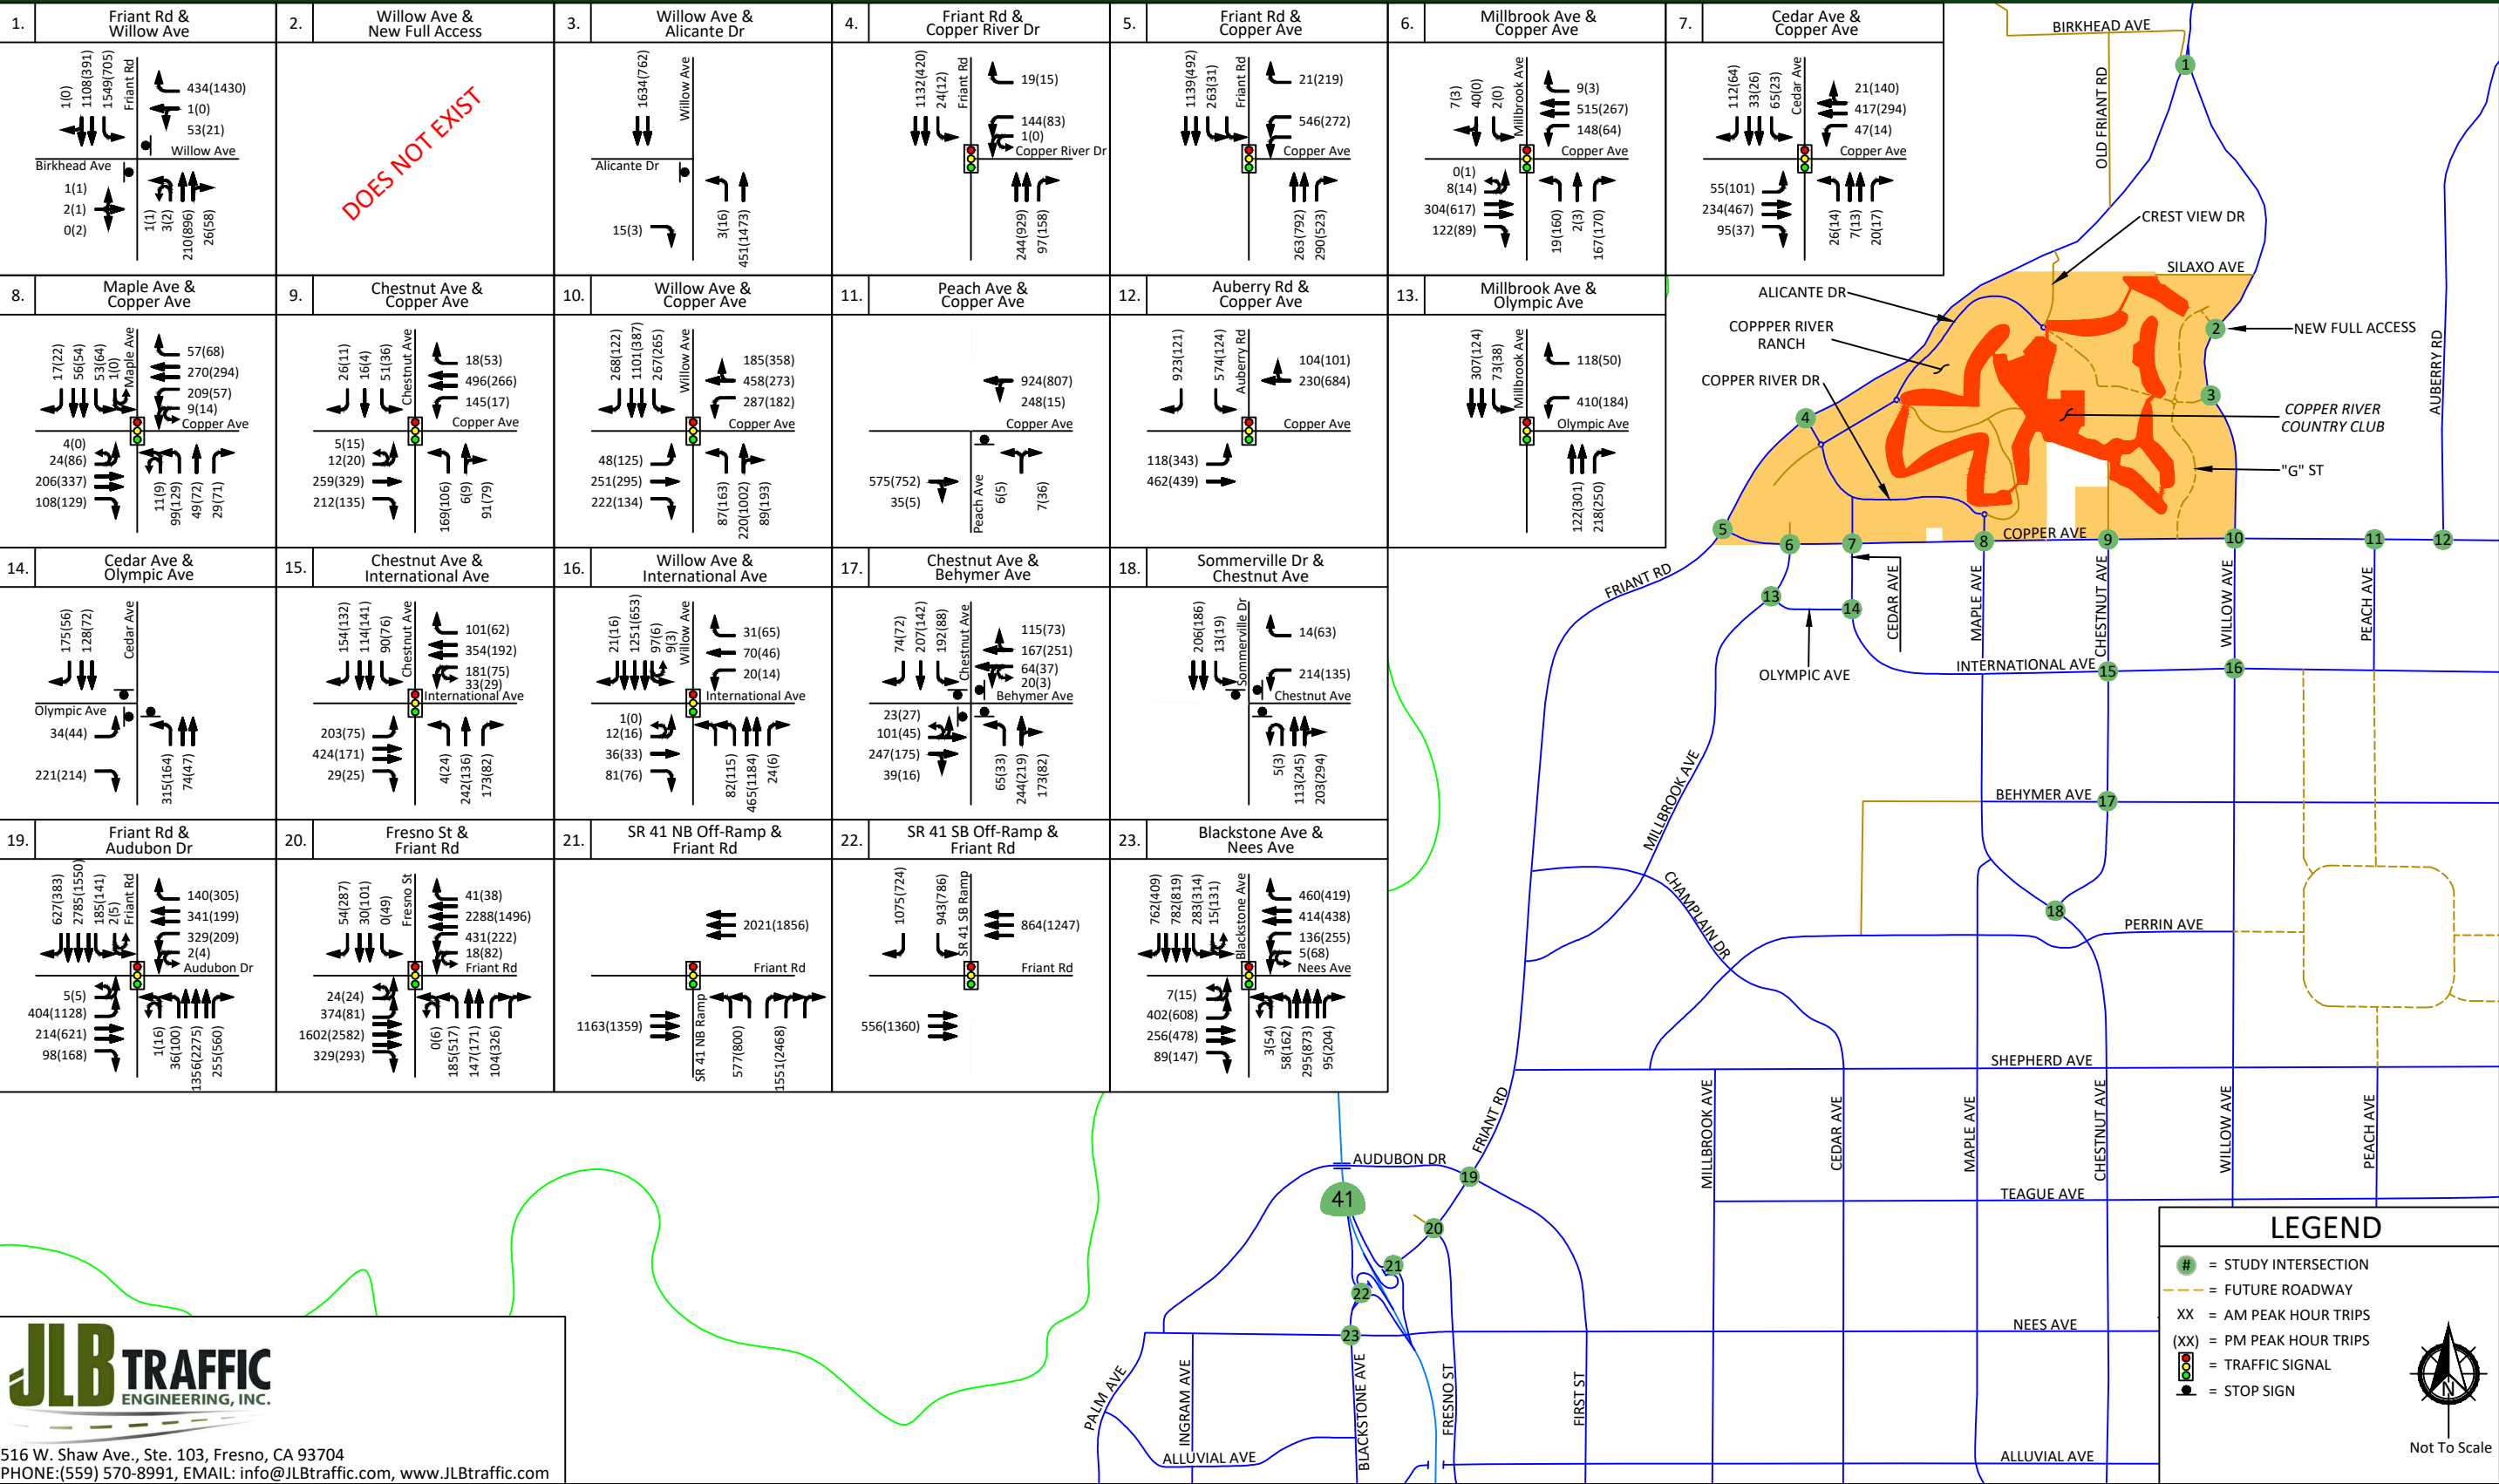 1.
Friant Rd &
Willow Ave
1(0)
1108(391)
1549(705)
Friant Rd
434(1430)
1(0)
53(21)
Willow Ave
Birkhead Ave
1(1)
2(1)
0(2)
1(1)
3(2)
210(896)
26(58)
2.
Willow Ave &
New Full Access
DOES NOT EXIST
3.
Willow Ave &
Alicante Dr
1634(762)
Willow Ave
Alicante Dr
15(3)
3(16)
451(1473)
4.
Friant Rd &
Copper River Dr
1132(420)
24(12)
Friant Rd
19(15)
144(83)
1(0)
Copper River Dr
244(929)
97(158)
5.
Friant Rd &
Copper Ave
1139(492)
263(31)
Friant Rd
21(219)
546(272)
Copper Ave
263(792)
290(523)
6.
Millbrook Ave &
Copper Ave
7(3)
40(0)
2(0)
Millbrook Ave
9(3)
515(267)
148(64)
Copper Ave
0(1)
8(14)
304(617)
122(89)
19(160)
2(3)
167(170)
7.
Cedar Ave &
Copper Ave
112(64)
33(26)
65(23)
Cedar Ave
21(140)
417(294)
47(14)
Copper Ave
55(101)
234(467)
95(37)
26(14)
7(13)
20(17)
8.
Maple Ave &
Copper Ave
17(22)
56(54)
53(64)
1(0)
Maple Ave
57(68)
270(294)
209(57)
9(14)
Copper Ave
4(0)
24(86)
206(337)
108(129)
11(9)
99(129)
49(72)
29(71)
9.
Chestnut Ave &
Copper Ave
26(11)
16(4)
51(36)
Chestnut Ave
18(53)
496(266)
145(17)
Copper Ave
5(15)
12(20)
259(329)
212(135)
169(106)
6(9)
91(79)
10.
Willow Ave &
Copper Ave
268(122)
1101(387)
267(265)
Willow Ave
185(358)
458(273)
287(182)
Copper Ave
48(125)
251(295)
222(134)
87(163)
220(1002)
89(193)
11.
Peach Ave &
Copper Ave
924(807)
248(15)
Copper Ave
575(752)
35(5)
Peach Ave
6(5)
7(36)
12.
Auberry Rd &
Copper Ave
923(121)
574(124)
Auberry Rd
104(101)
230(684)
Copper Ave
118(343)
462(439)
13.
Millbrook Ave &
Olympic Ave
307(124)
73(38)
Millbrook Ave
118(50)
410(184)
Olympic Ave
122(301)
218(250)
14.
Cedar Ave &
Olympic Ave
175(56)
128(72)
Cedar Ave
Olympic Ave
34(44)
221(214)
315(164)
74(47)
15.
Chestnut Ave &
International Ave
154(132)
114(141)
90(76)
Chestnut Ave
101(62)
354(192)
181(75)
33(29)
International Ave
203(75)
424(171)
29(25)
4(24)
242(136)
173(82)
16.
Willow Ave &
International Ave
21(16)
1251(653)
97(6)
9(3)
Willow Ave
31(65)
70(46)
20(14)
International Ave
1(0)
12(16)
36(33)
81(76)
82(115)
465(1184)
24(6)
17.
Chestnut Ave &
Behymer Ave
74(72)
207(142)
192(88)
Chestnut Ave
115(73)
167(251)
64(37)
20(3)
Behymer Ave
23(27)
101(45)
247(175)
39(16)
65(33)
244(219)
173(82)
18.
Sommerville Dr &
Chestnut Ave
206(186)
13(19)
Sommerville Dr
14(63)
214(135)
Chestnut Ave
5(3)
113(245)
203(294)
19.
Friant Rd &
Audubon Dr
627(383)
2785(1550)
185(141)
2(5)
Friant Rd
140(305)
341(199)
329(209)
2(4)
Audubon Dr
5(5)
404(1128)
214(621)
98(168)
1(16)
36(100)
1356(2275)
255(560)
20.
Fresno St &
Friant Rd
54(287)
30(101)
0(49)
Fresno St
41(38)
2288(1496)
431(222)
18(82)
Friant Rd
24(24)
374(81)
1602(2582)
329(293)
0(6)
185(517)
147(171)
104(326)
21.
SR 41 NB Off-Ramp &
Friant Rd
2021(1856)
Friant Rd
1163(1359)
SR 41 NB Ramp
577(800)
1551(2468)
22.
SR 41 SB Off-Ramp &
Friant Rd
1075(724)
943(786)
SR 41 SB Ramp
864(1247)
Friant Rd
556(1360)
23.
Blackstone Ave &
Nees Ave
762(409)
782(819)
283(314)
15(131)
Blackstone Ave
460(419)
414(438)
136(255)
5(68)
Nees Ave
7(15)
402(608)
256(478)
89(147)
3(54)
58(162)
295(873)
95(204)
BIRKHEAD AVE
1
OLD FRIANT RD
CREST VIEW DR
SILAXO AVE
ALICANTE DR
COPPPER RIVER
RANCH
2
NEW FULL ACCESS
AUBERRY RD
COPPER RIVER DR
3
4
COPPER RIVER
COUNTRY CLUB
"G" ST
5
6
7
8
COPPER AVE
9
10
11
12
FRIANT RD
13
14
CEDAR AVE
MAPLE AVE
CHESTNUT AVE
WILLOW AVE
PEACH AVE
OLYMPIC AVE
INTERNATIONAL AVE
15
16
MILLBROOK AVE
BEHYMER AVE
17
CHAMPLAIN DR
18
PERRIN AVE
SHEPHERD AVE
FRIANT RD
MILLBROOK AVE
CEDAR AVE
MAPLE AVE
CHESTNUT AVE
WILLOW AVE
PEACH AVE
AUDUBON DR
19
41
TEAGUE AVE
20
21
22
23
NEES AVE
PALM AVE
INGRAM AVE
BLACKSTONE AVE
FRESNO ST
FIRST ST
ALLUVIAL AVE
ALLUVIAL AVE
LEGEND
# = STUDY INTERSECTION
= FUTURE ROADWAY
XX = AM PEAK HOUR TRIPS
(XX) = PM PEAK HOUR TRIPS
= TRAFFIC SIGNAL
= STOP SIGN
N
Not To Scale
JLB TRAFFIC
ENGINEERING, INC.
516 W. Shaw Ave., Ste. 103, Fresno, CA 93704
PHONE:(559) 570-8991, EMAIL: info@JLBtraffic.com, www.JLBtraffic.com